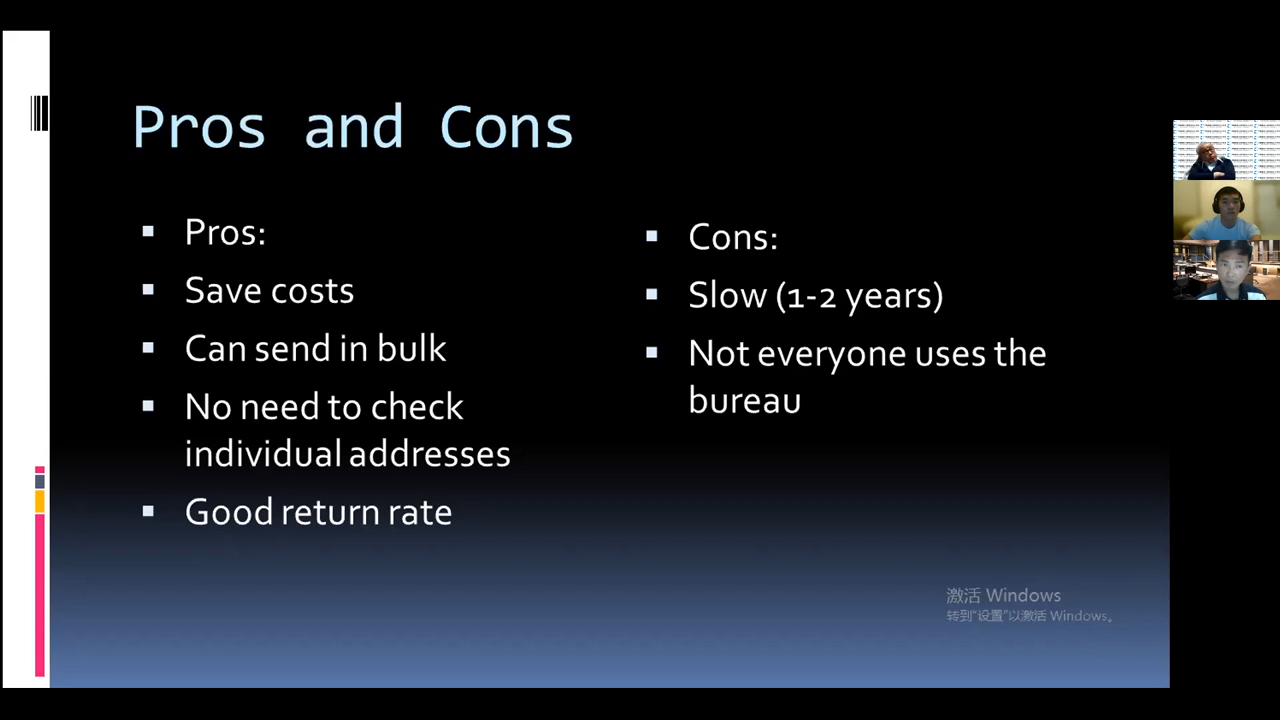 Pros and Cons
Pros:
Save costs
Can send in bulk
No need to check
individual addresses
Good return rate
Cons:
Slow (1-2 years)
Not everyone uses the
bureau
激活 Windows
转到“设置”以激活 Windows。